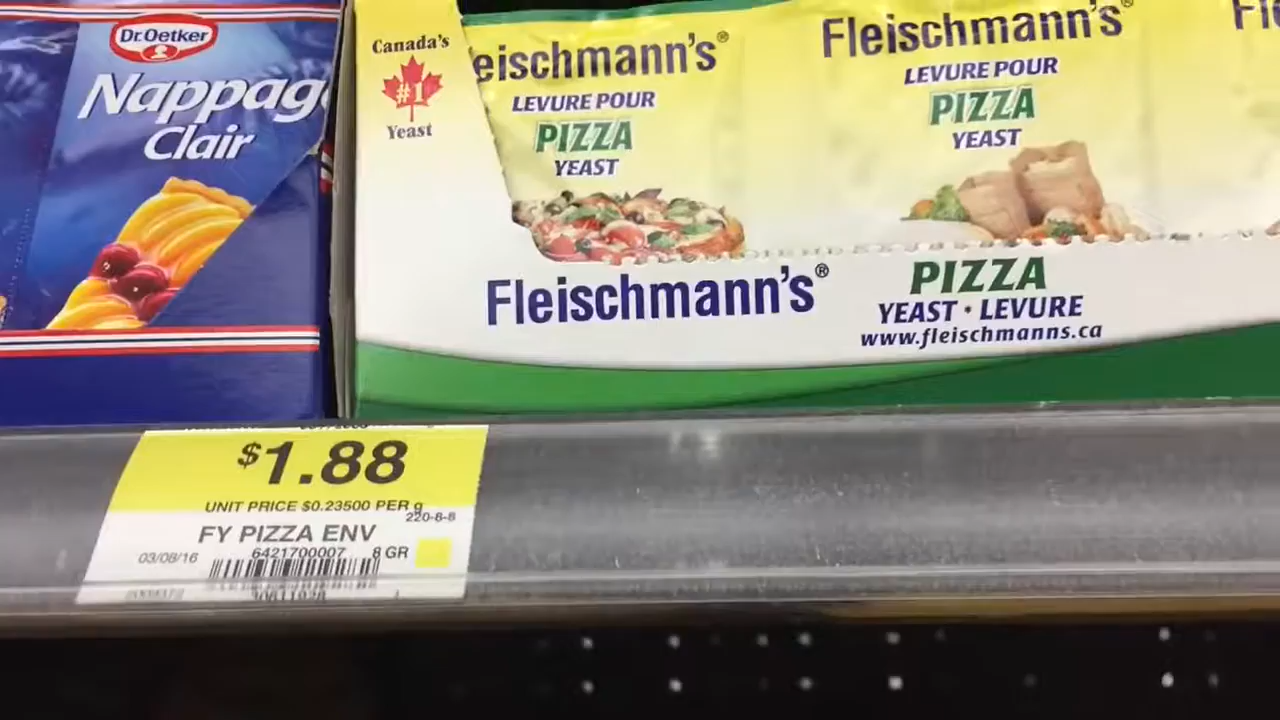 Dr.Oetker
Nappag
Clair
Canada's
#1
Yeast
eischmann's®
LEVURE POUR
PIZZA
YEAST
Fleischmann's®
LEVURE POUR
PIZZA
YEAST
Fl
Fleischmann's®
PIZZA
YEAST • LEVURE
www.fleischmanns.ca
$1.88
UNIT PRICE $0.23500 PER g
220-8-8
FY PIZZA ENV
03/08/16 6421700007 8 GR